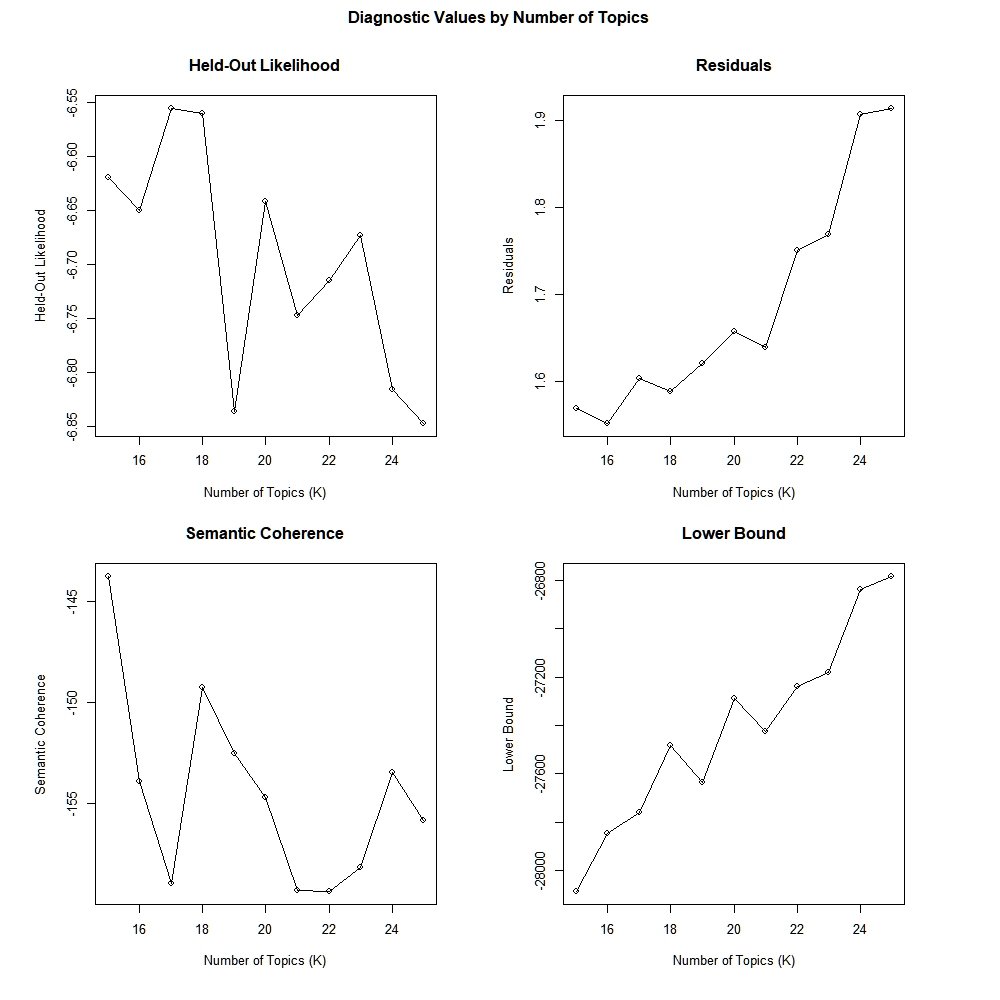 Diagnostic Values by Number of Topics
Held-Out Likelihood
Held-Out Likelihood
-6.55
-6.60
-6.65
-6.70
-6.75
-6.80
-6.85
16 18 20 22 24
Number of Topics (K)
Residuals
Residuals
1.9
1.8
1.7
1.6
16 18 20 22 24
Number of Topics (K)
Semantic Coherence
Semantic Coherence
-145
-150
-155
16 18 20 22 24
Number of Topics (K)
Lower Bound
Lower Bound
-26800
-27200
-27600
-28000
16 18 20 22 24
Number of Topics (K)